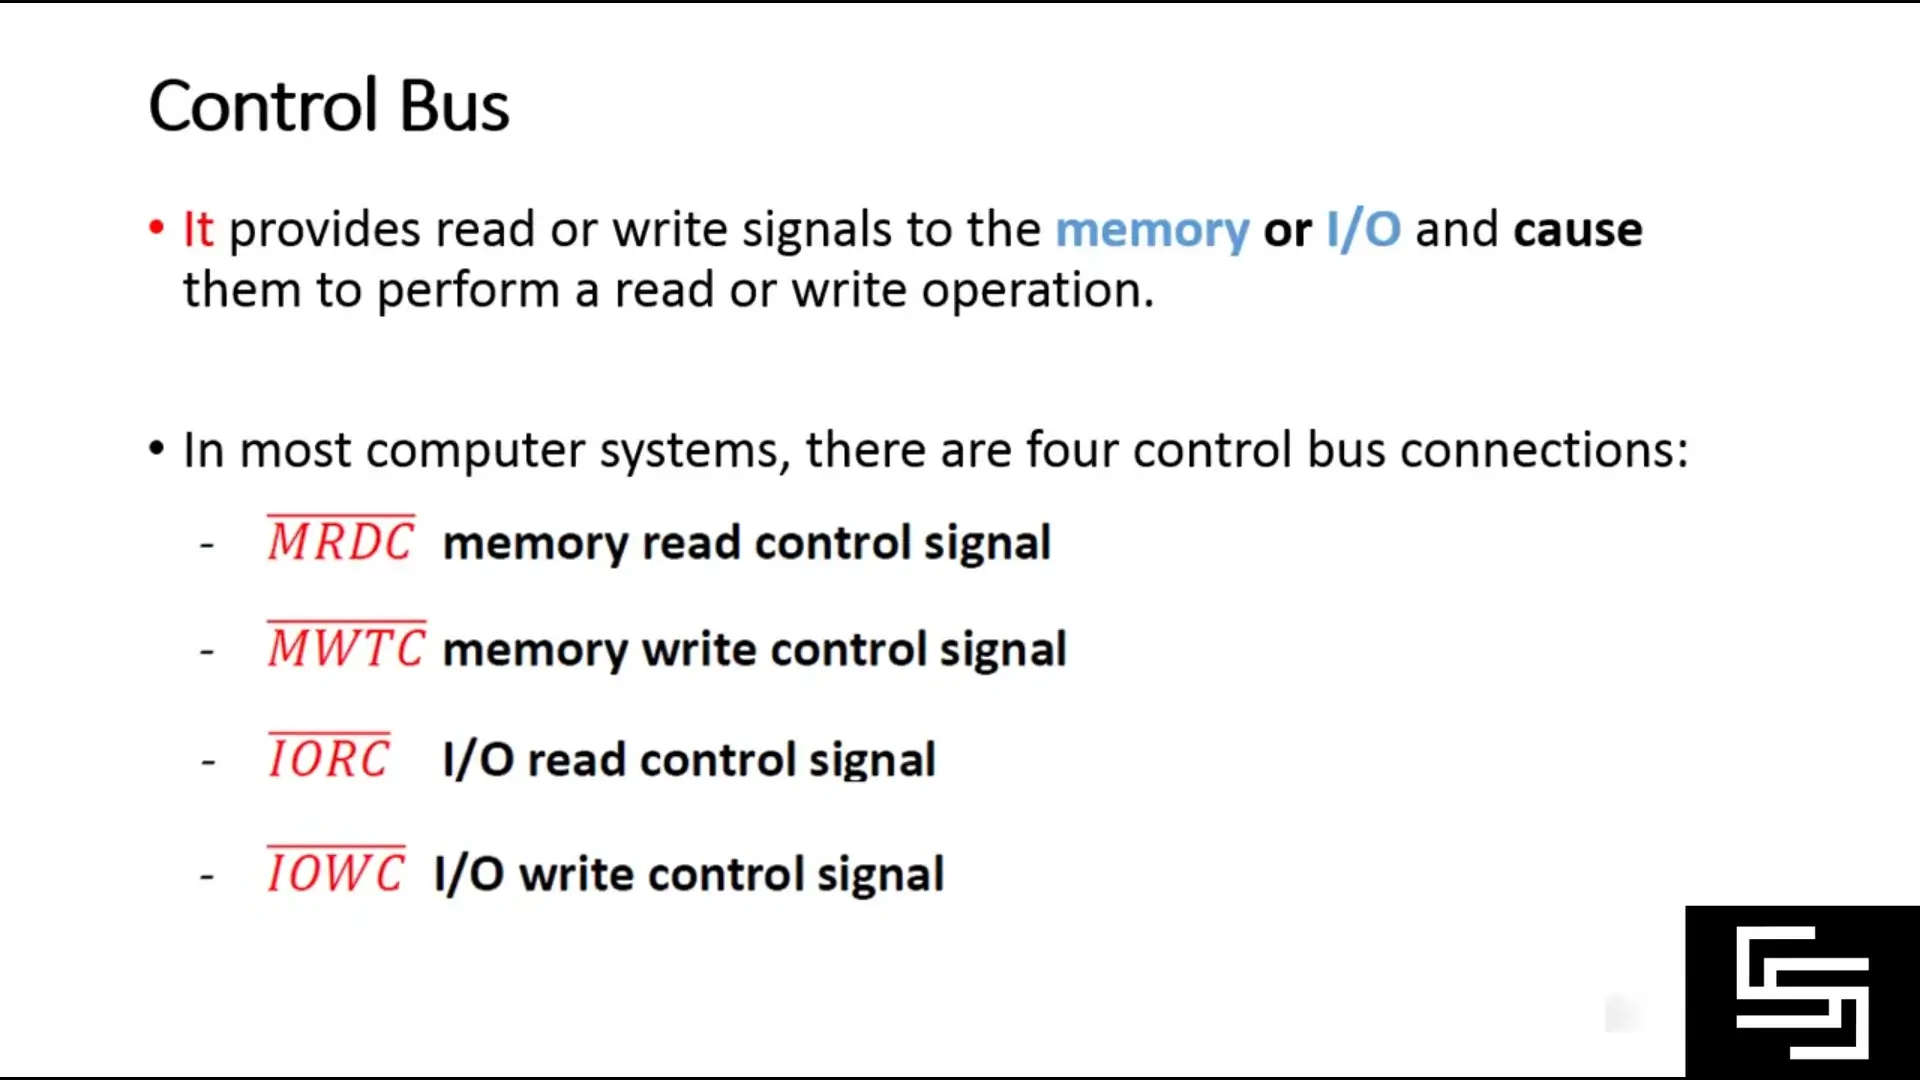 Control Bus
• It provides read or write signals to the memory or I/O and cause
them to perform a read or write operation.
• In most computer systems, there are four control bus connections:
- $\overline{MRDC}$ memory read control signal
- $\overline{MWTC}$ memory write control signal
- $\overline{IORC}$ I/O read control signal
- $\overline{IOWC}$ I/O write control signal